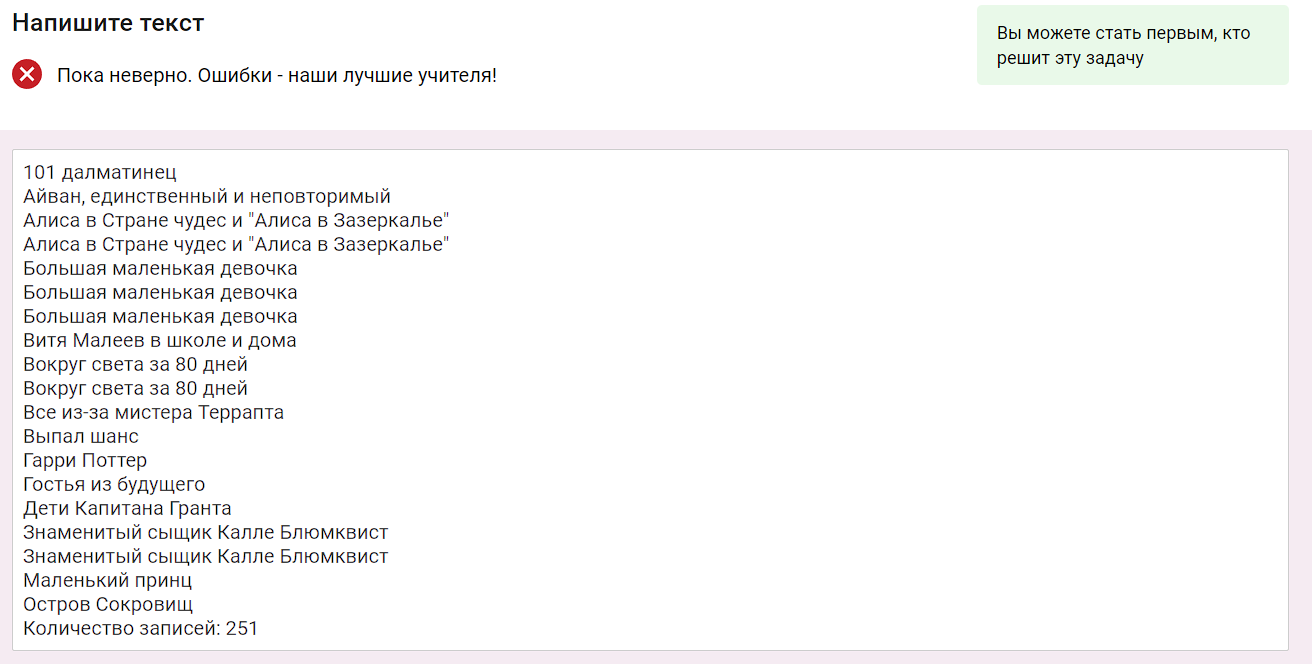 Напишите текст
Вы можете стать первым, кто
решит эту задачу
Пока неверно. Ошибки - наши лучшие учителя!
101 далматинец
Айван, единственный и неповторимый
Алиса в Стране чудес и "Алиса в Зазеркалье"
Алиса в Стране чудес и "Алиса в Зазеркалье"
Большая маленькая девочка
Большая маленькая девочка
Большая маленькая девочка
Витя Малеев в школе и дома
Вокруг света за 80 дней
Вокруг света за 80 дней
Все из-за мистера Террапта
Выпал шанс
Гарри Поттер
Гостья из будущего
Дети Капитана Гранта
Знаменитый сыщик Калле Блюмквист
Знаменитый сыщик Калле Блюмквист
Маленький принц
Остров Сокровищ
Количество записей: 251